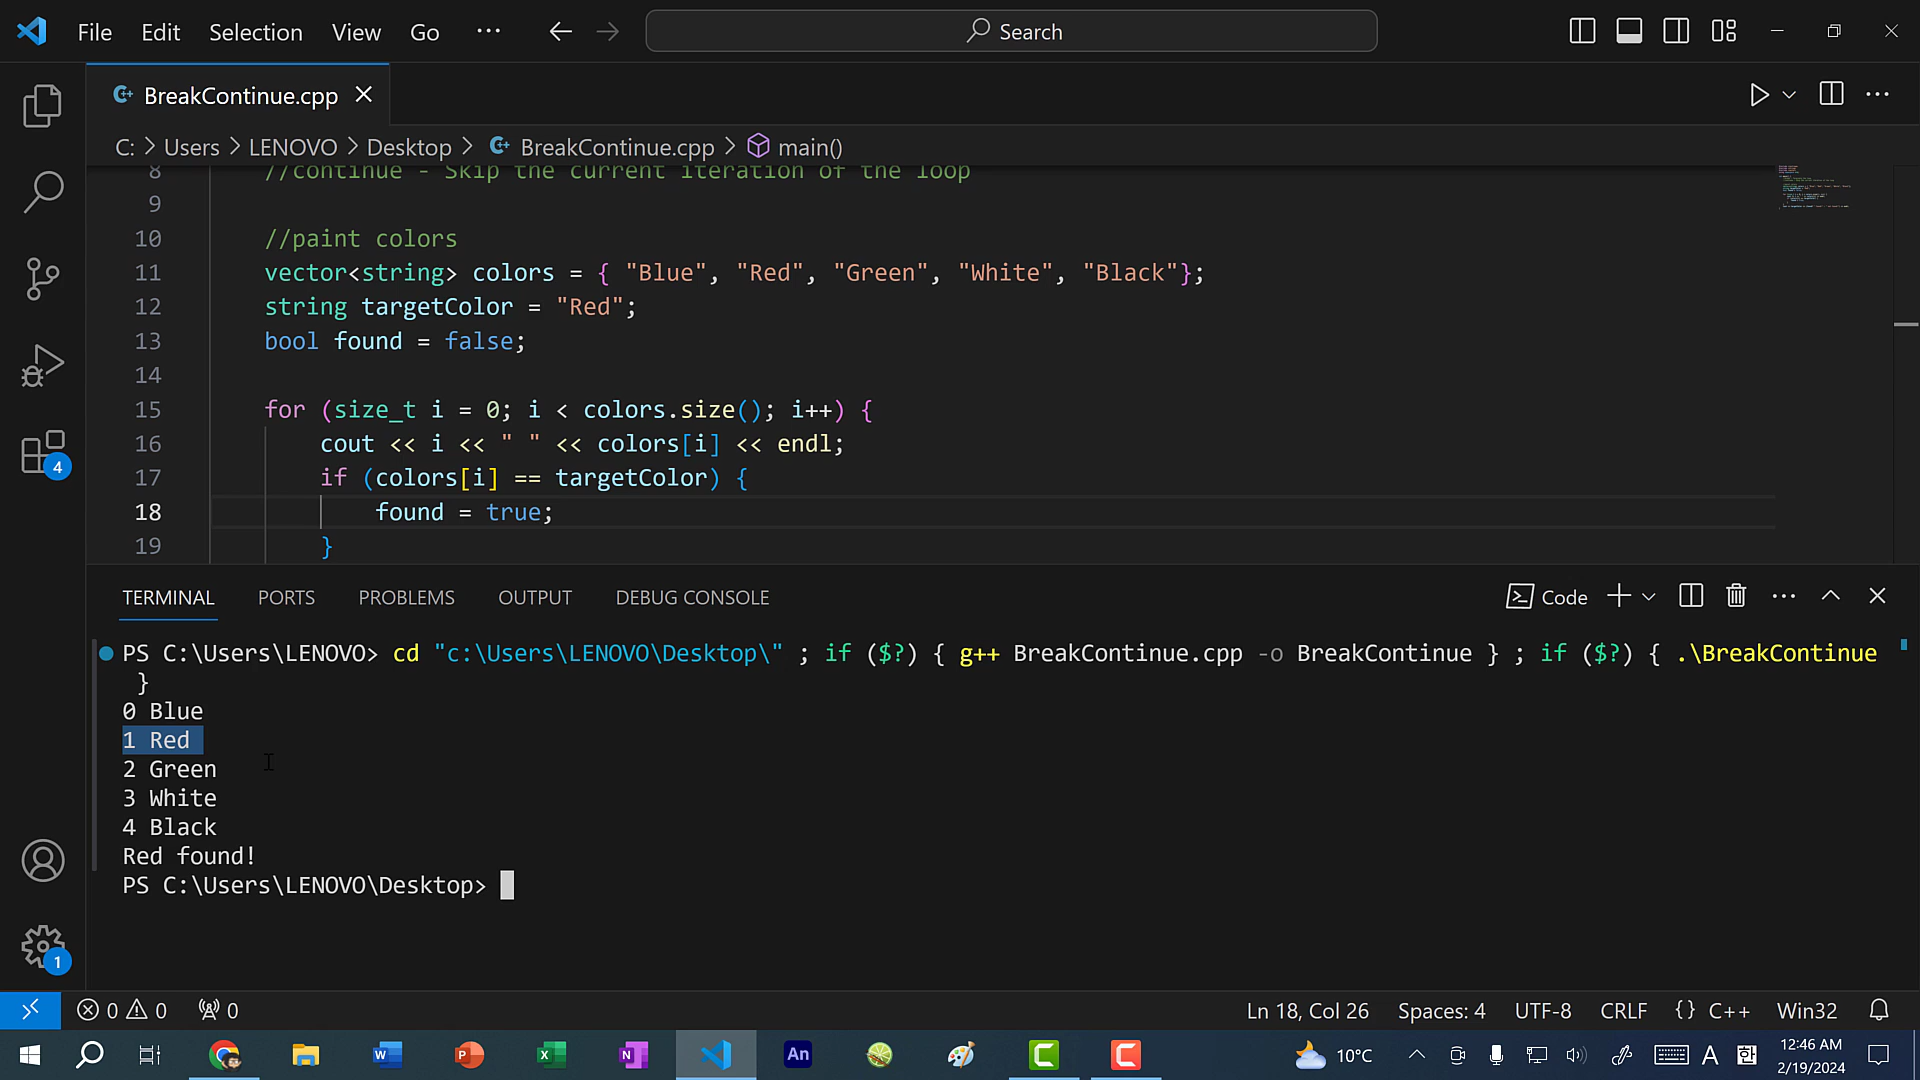 File Edit Selection View Go ··· Search
BreakContinue.cpp
C: > Users > LENOVO > Desktop > BreakContinue.cpp > main()
8 //continue - Skip the current iteration of the loop
9
10 //paint colors
11 vector<string> colors = { "Blue", "Red", "Green", "White", "Black"};
12 string targetColor = "Red";
13 bool found = false;
14
15 for (size_t i = 0; i < colors.size(); i++) {
16 cout << i << " " << colors[i] << endl;
17 if (colors[i] == targetColor) {
18 found = true;
19 }
TERMINAL PORTS PROBLEMS OUTPUT DEBUG CONSOLE Code
PS C:\Users\LENOVO> cd "c:\Users\LENOVO\Desktop\" ; if ($?) { g++ BreakContinue.cpp -o BreakContinue } ; if ($?) { .\BreakContinue
}
0 Blue
1 Red
2 Green
3 White
4 Black
Red found!
PS C:\Users\LENOVO\Desktop>
4
1
0 0 0 Ln 18, Col 26 Spaces: 4 UTF-8 CRLF {} C++ Win32
W P X N An 10°C A 한 12:46 AM
2/19/2024